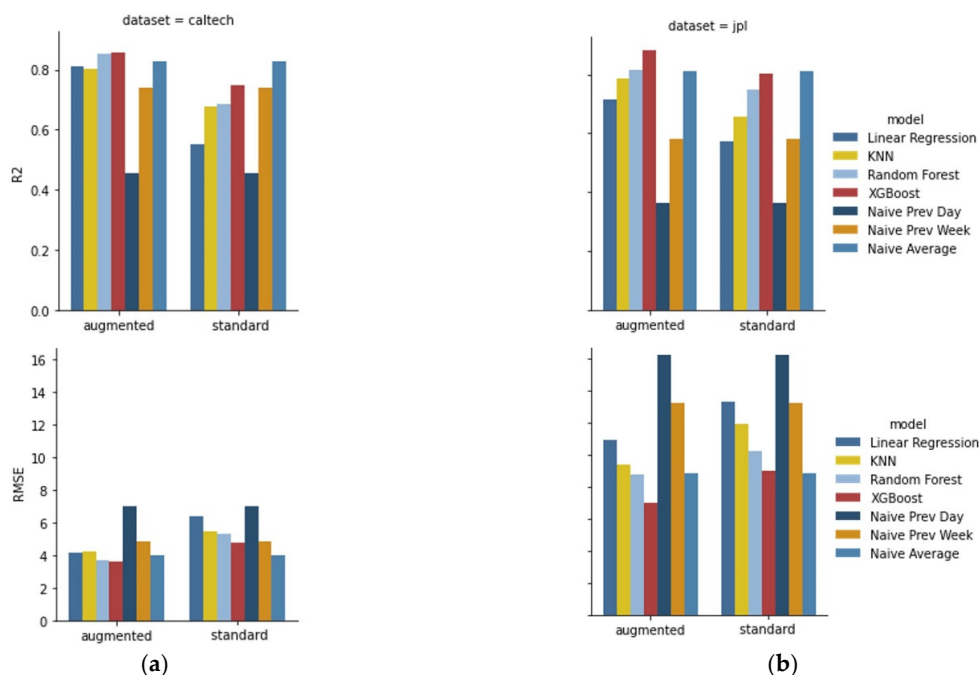 dataset = caltech
R2
0.8
0.6
0.4
0.2
0.0
augmented
standard
dataset = jpl
augmented
standard
model
Linear Regression
KNN
Random Forest
XGBoost
Naive Prev Day
Naive Prev Week
Naive Average
RMSE
16
14
12
10
8
6
4
2
0
augmented
standard
augmented
standard
model
Linear Regression
KNN
Random Forest
XGBoost
Naive Prev Day
Naive Prev Week
Naive Average
(a)
(b)